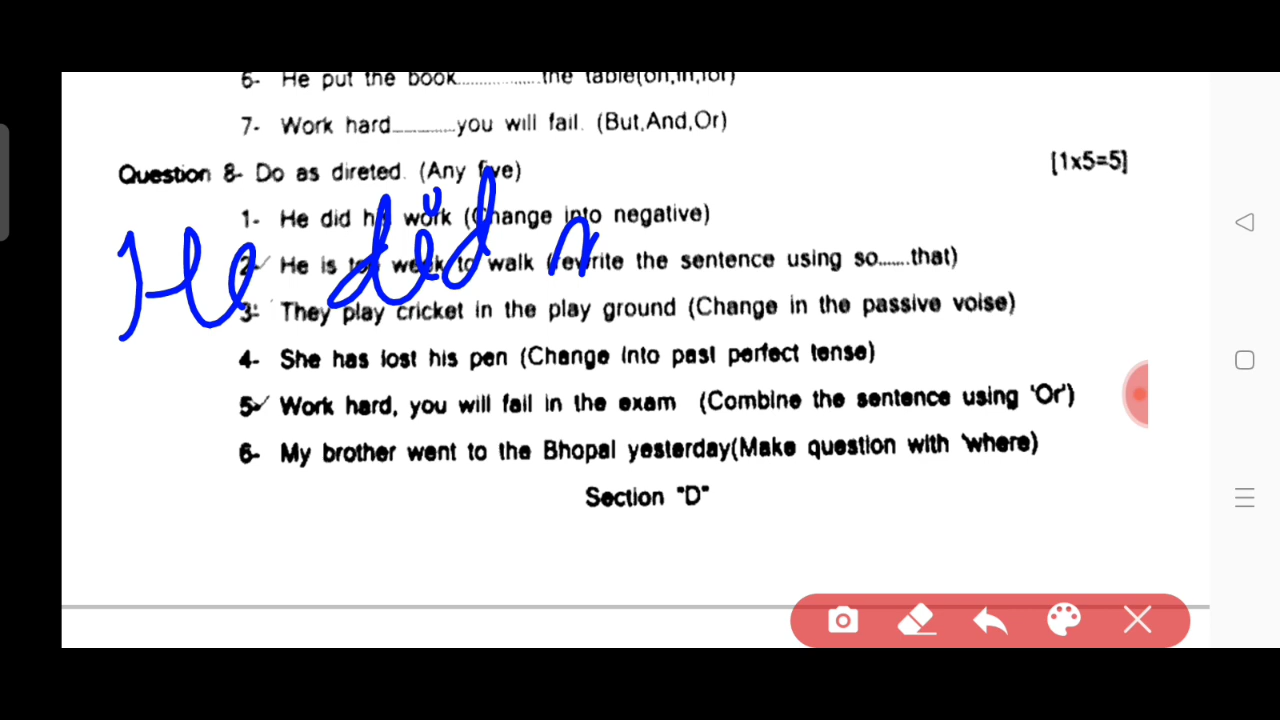 6- He put the book...............the table(on,in,for)
7- Work hard...........you will fail. (But,And,Or)
Question 8- Do as direted. (Any five) [1x5=5]
1- He did his work (Change into negative)
2- He is too week to walk (rewrite the sentence using so.......that)
3- They play cricket in the play ground (Change in the passive voise)
4- She has lost his pen (Change Into past perfect tense)
5- Work hard, you will fail in the exam (Combine the sentence using 'Or')
6- My brother went to the Bhopal yesterday(Make question with 'where)
Section "D"
He did n